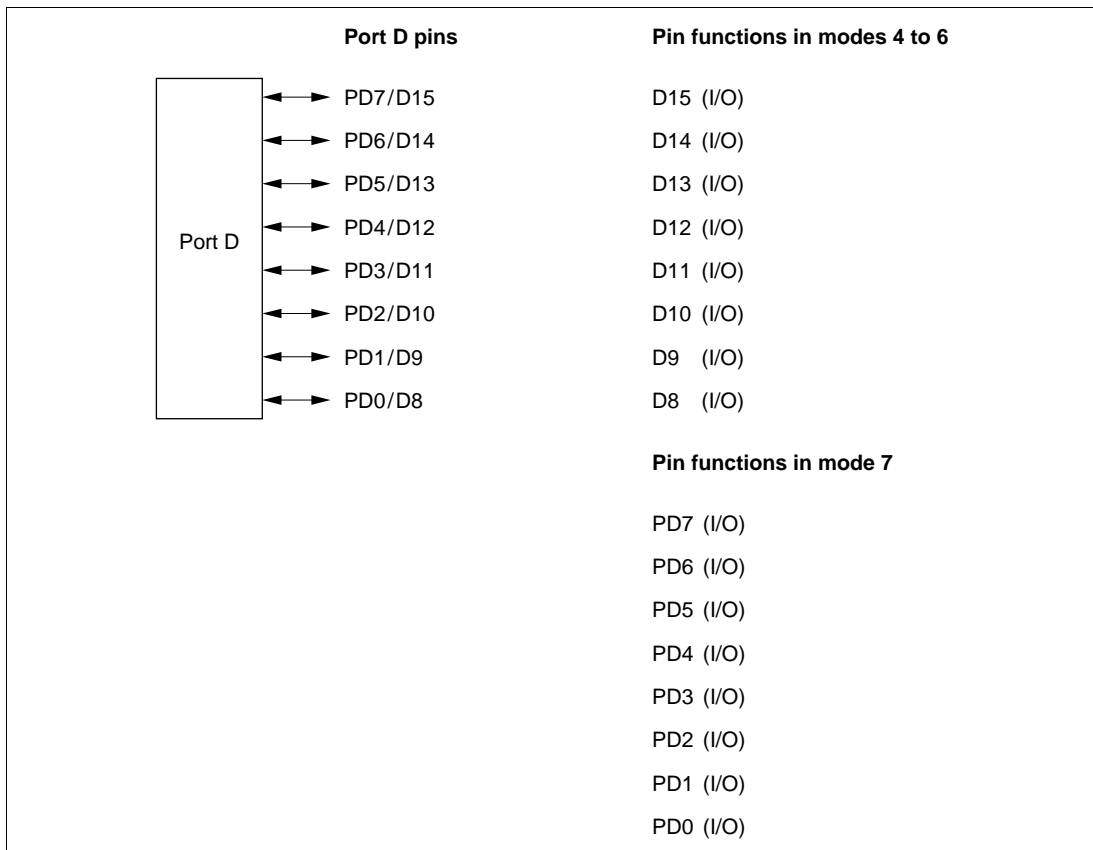 Port D pins Pin functions in modes 4 to 6
PD7/D15 D15 (I/O)
PD6/D14 D14 (I/O)
PD5/D13 D13 (I/O)
PD4/D12 D12 (I/O)
Port D
PD3/D11 D11 (I/O)
PD2/D10 D10 (I/O)
PD1/D9 D9 (I/O)
PD0/D8 D8 (I/O)
Pin functions in mode 7
PD7 (I/O)
PD6 (I/O)
PD5 (I/O)
PD4 (I/O)
PD3 (I/O)
PD2 (I/O)
PD1 (I/O)
PD0 (I/O)